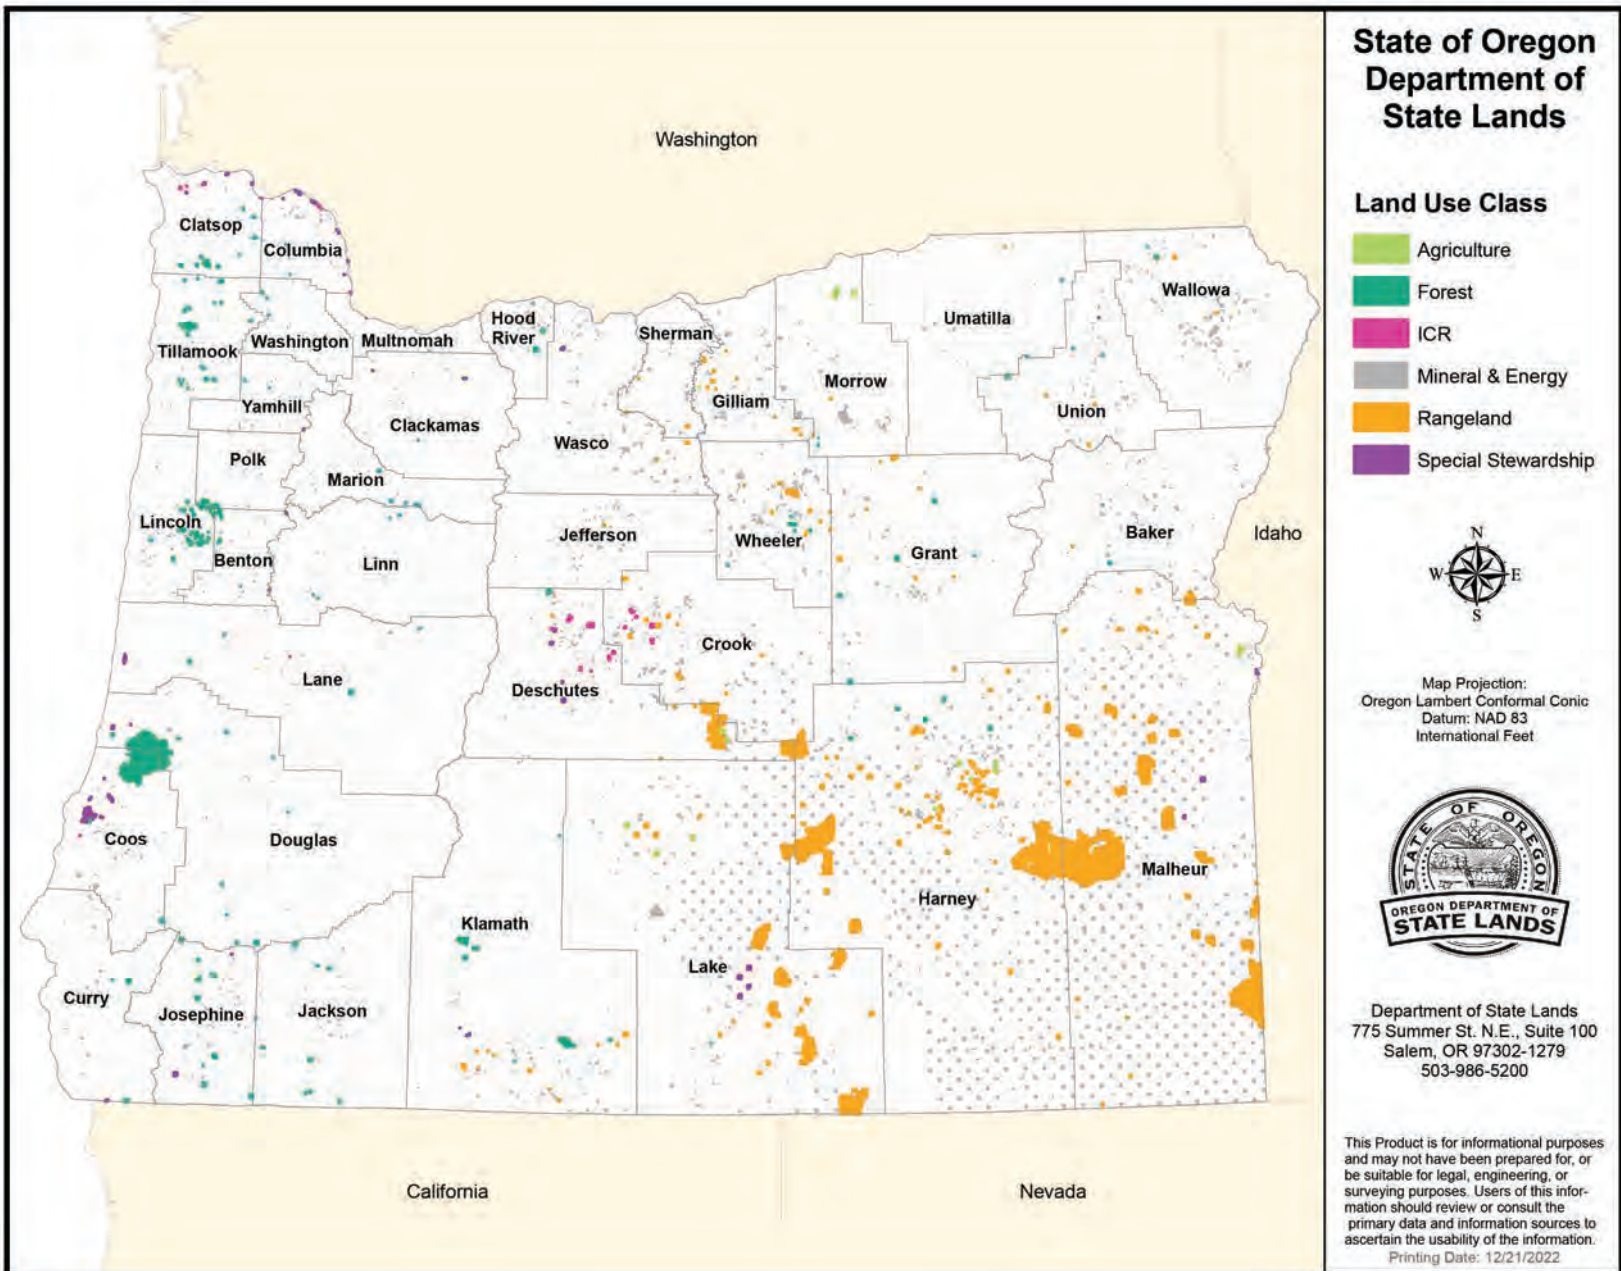 State of Oregon
Department of
State Lands
Land Use Class
Agriculture
Forest
ICR
Mineral & Energy
Rangeland
Special Stewardship
N
W
E
S
Map Projection:
Oregon Lambert Conformal Conic
Datum: NAD 83
International Feet
STATE OF OREGON
OREGON DEPARTMENT OF
STATE LANDS
Department of State Lands
775 Summer St. N.E., Suite 100
Salem, OR 97302-1279
503-986-5200
This Product is for informational purposes
and may not have been prepared for, or
be suitable for legal, engineering, or
surveying purposes. Users of this infor-
mation should review or consult the
primary data and information sources to
ascertain the usability of the information.
Printing Date: 12/21/2022
Washington
Clatsop
Columbia
Wallowa
Hood
River
Umatilla
Sherman
Washington
Multnomah
Tillamook
Morrow
Gilliam
Yamhill
Union
Clackamas
Wasco
Polk
Marion
Lincoln
Jefferson
Wheeler
Baker
Idaho
Benton
Linn
Grant
Crook
Lane
Deschutes
Coos
Douglas
Malheur
Harney
Klamath
Lake
Curry
Josephine
Jackson
California
Nevada